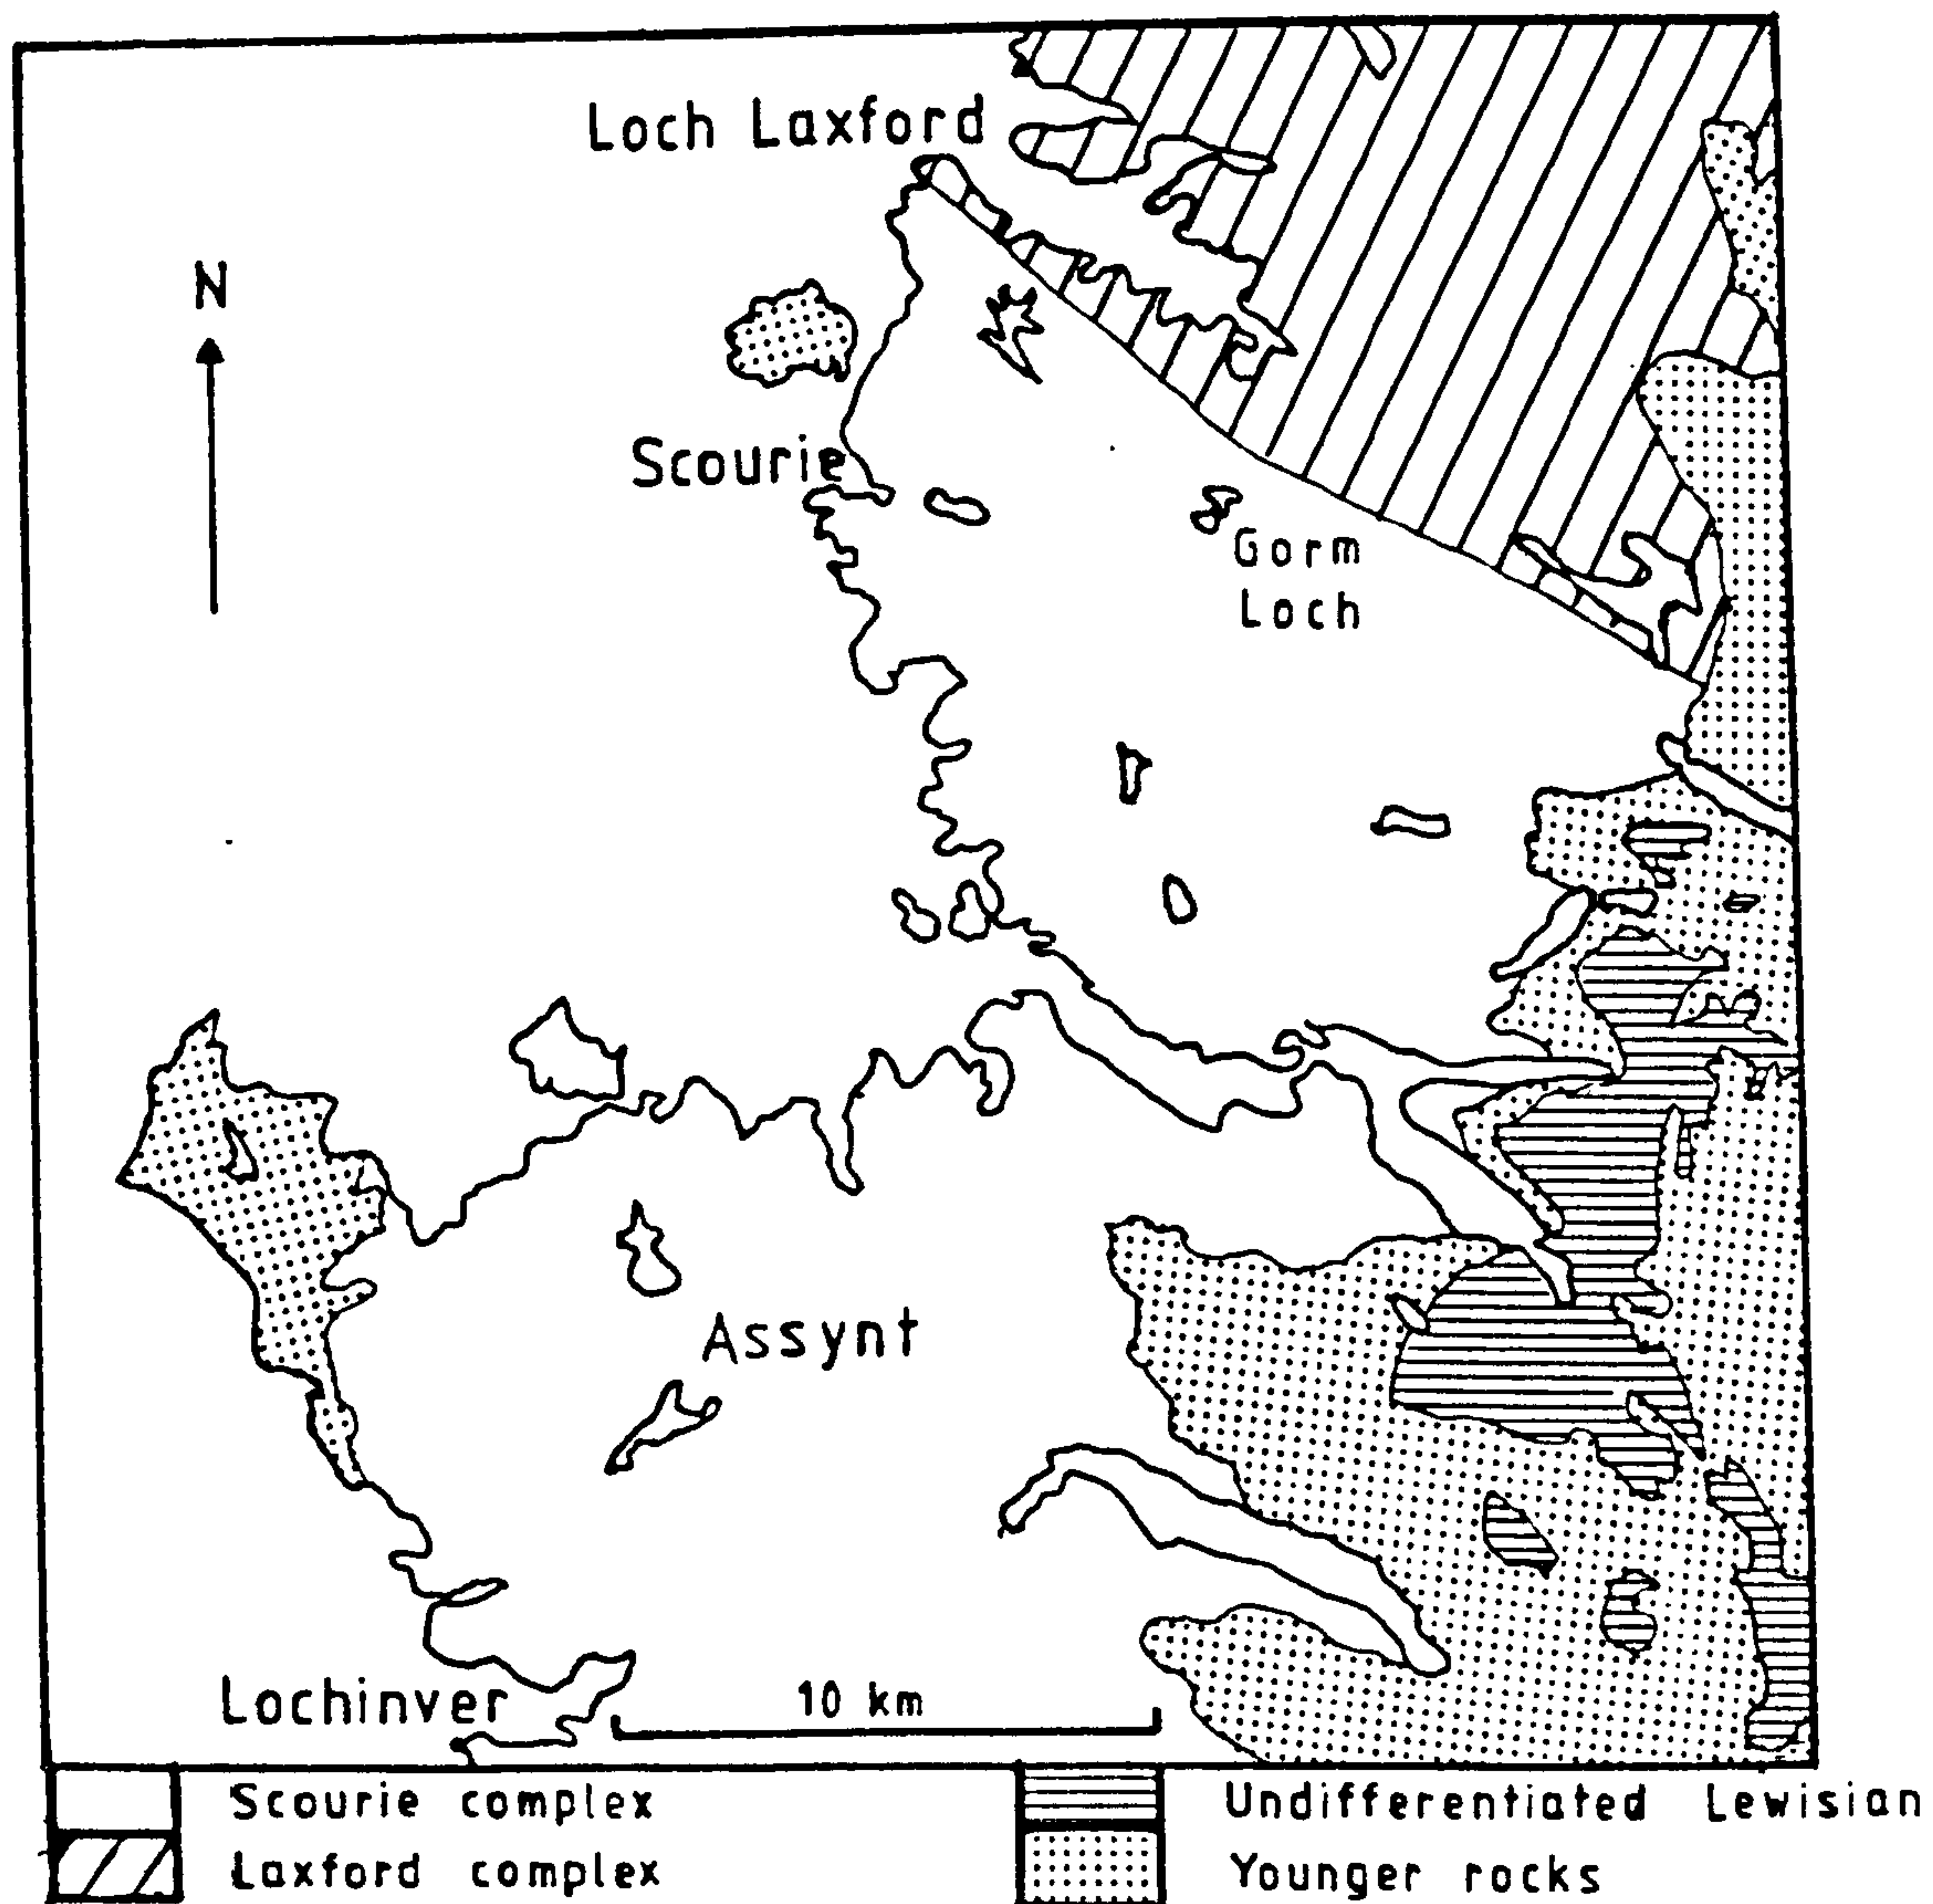 Loch Laxford
N
Scourie
Gorm
Loch
Assynt
Lochinver
10 km
Scourie complex
Undifferentiated Lewisian
Laxford complex
Younger rocks